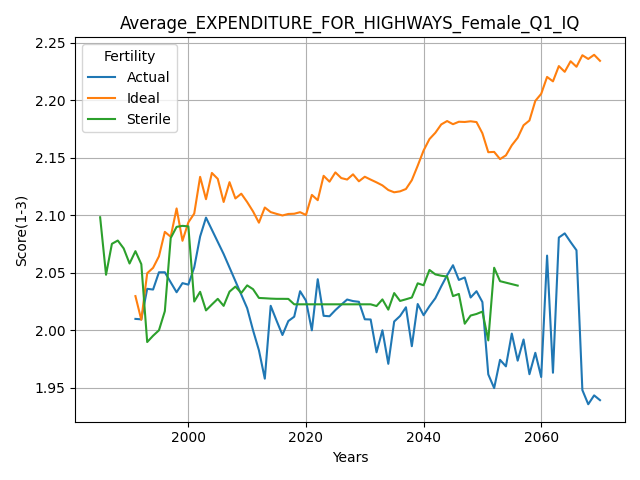 Average_EXPENDITURE_FOR_HIGHWAYS_Female_Q1_IQ
2.25
2.20
2.15
2.10
2.05
2.00
1.95
Score(1-3)
Fertility
Actual
Ideal
Sterile
2000
2020
2040
2060
Years